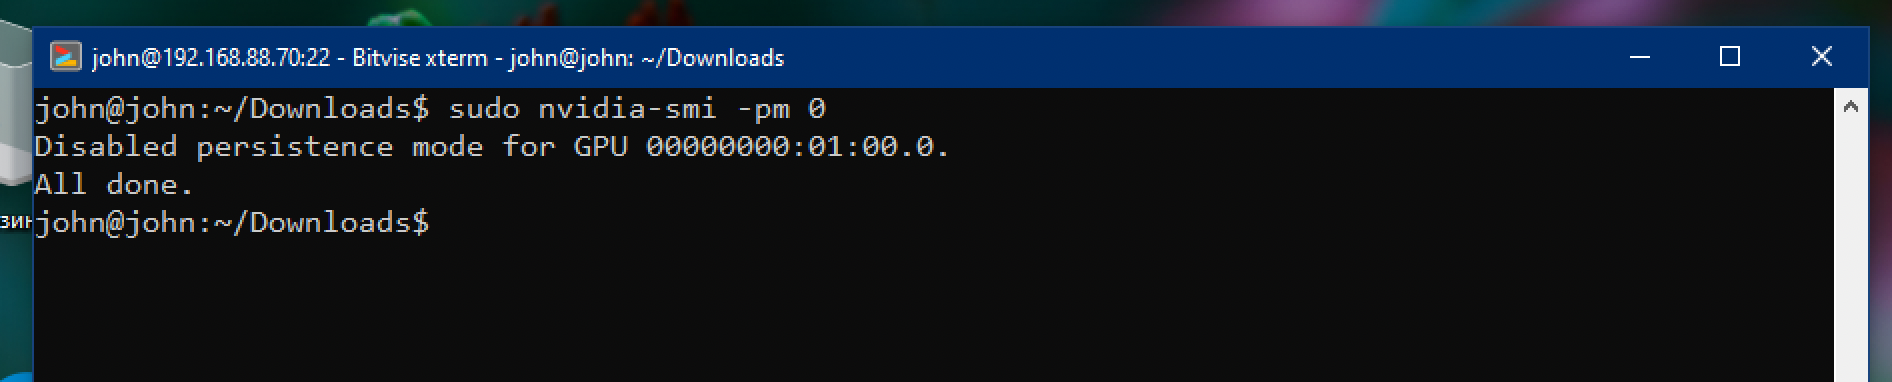 john@192.168.88.70:22 - Bitvise xterm - john@john: ~/Downloads
john@john:~/Downloads$ sudo nvidia-smi -pm 0
Disabled persistence mode for GPU 00000000:01:00.0.
All done.
john@john:~/Downloads$